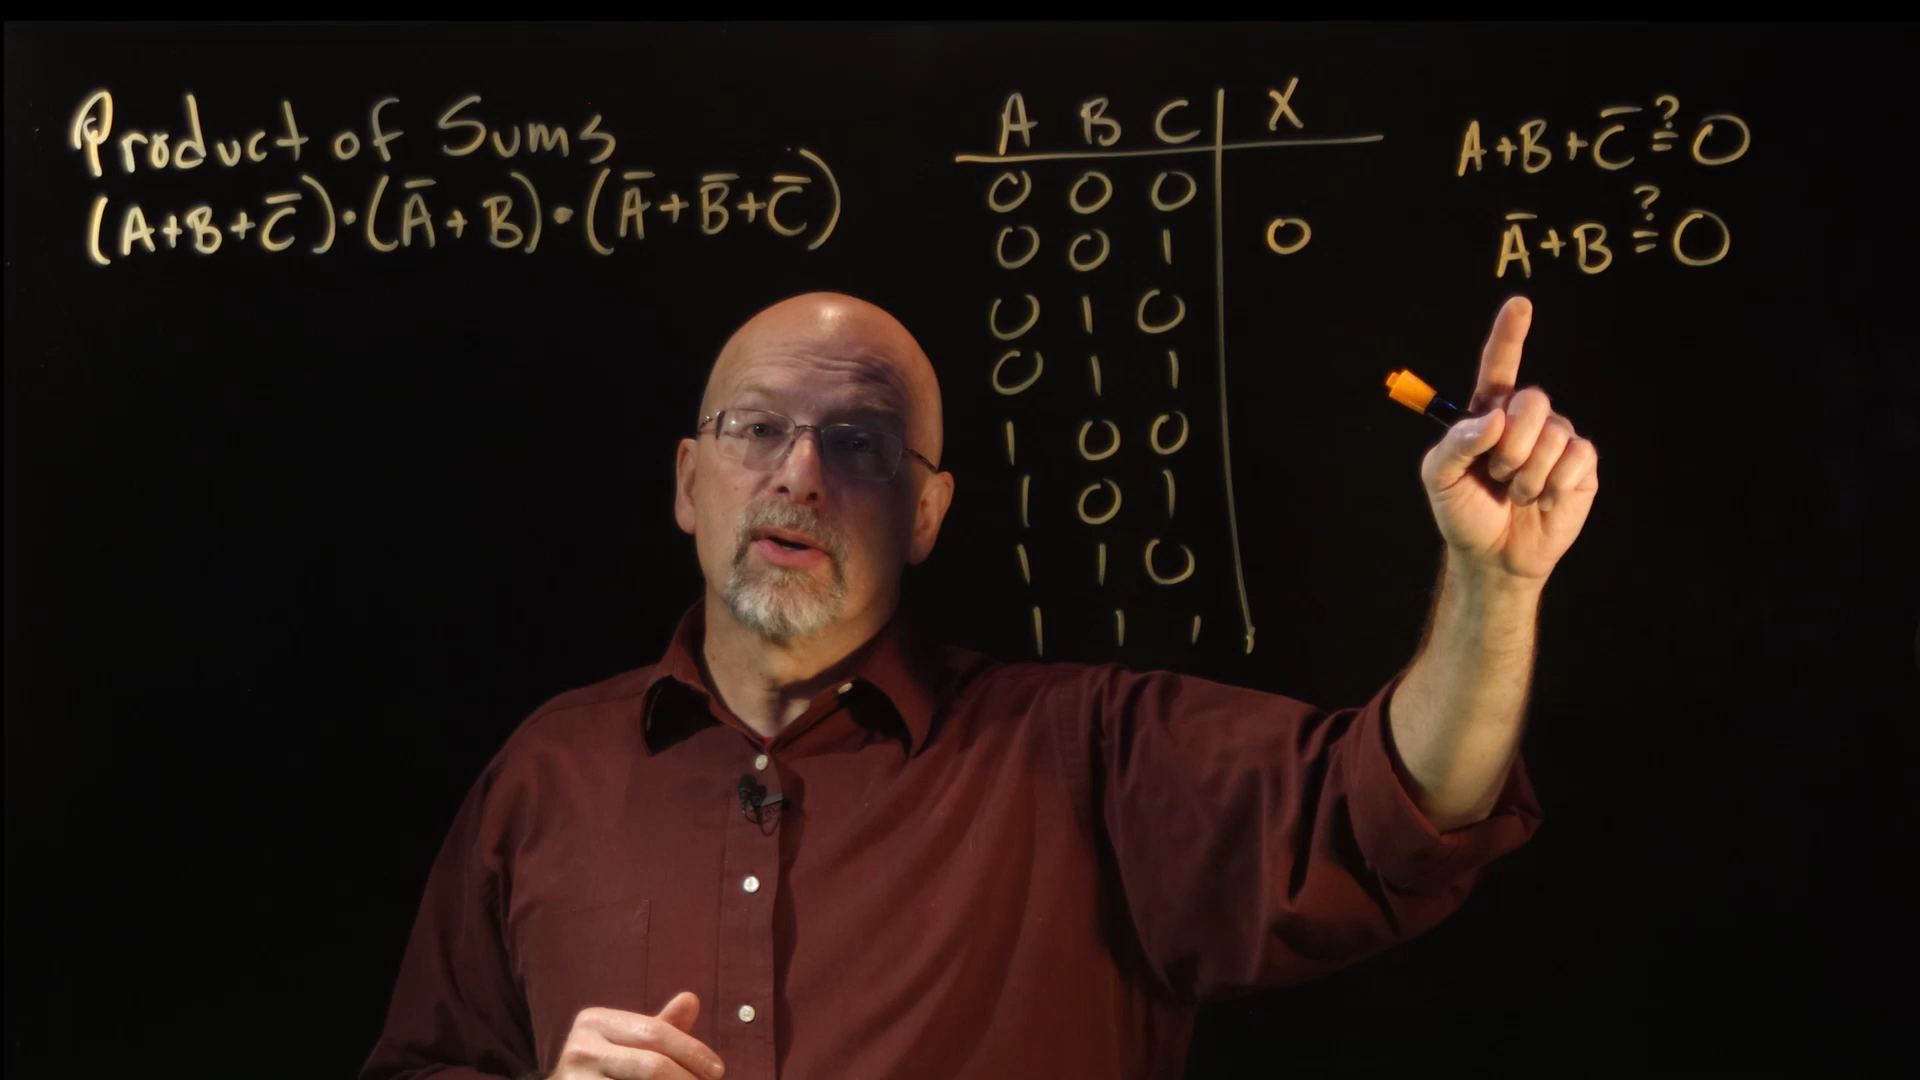 Product of Sums
(A+B+C̅)·(A̅+B)·(A̅+B̅+C̅)
A B C X
0 0 0
0 0 1 0
0 1 0
0 1 1
1 0 0
1 0 1
1 1 0
1 1 1
A+B+C̅ ≟ 0
A̅+B ≟ 0